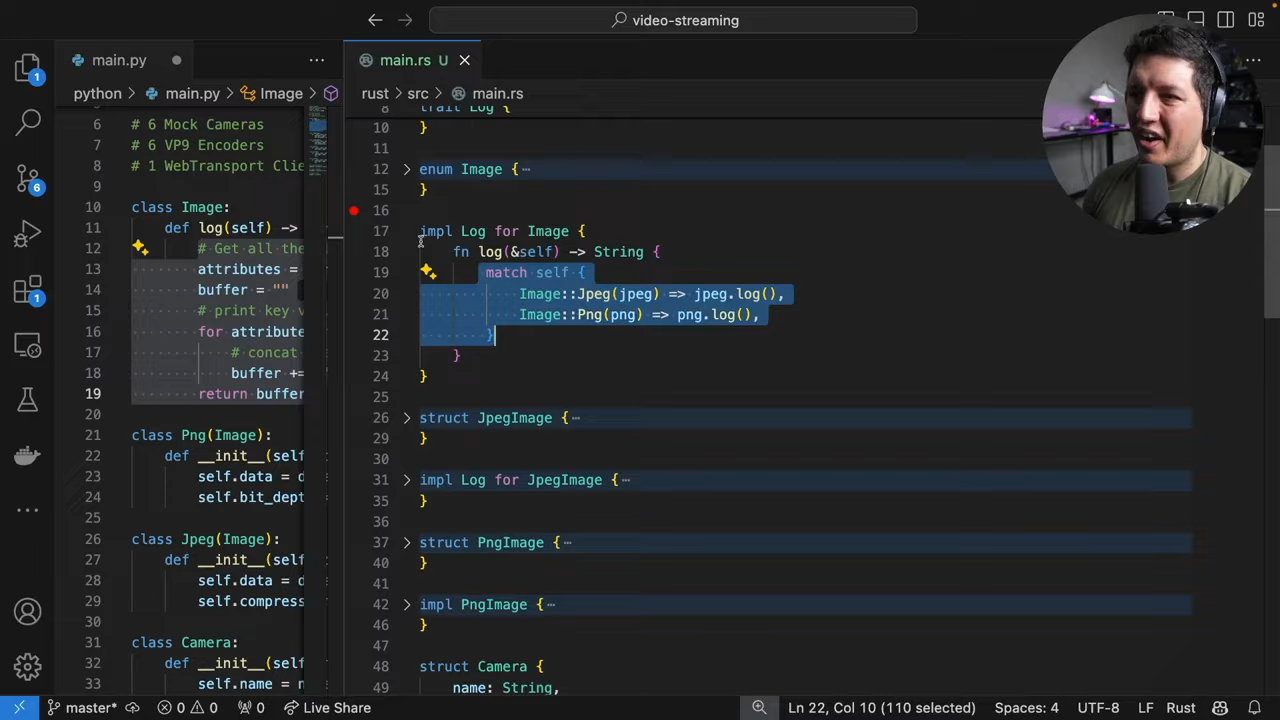 video-streaming
main.py
main.rs U
python > main.py > Image
rust > src > main.rs
6 # 6 Mock Cameras
7 # 6 VP9 Encoders
8 # 1 WebTransport Clie
9
10 class Image:
11 def log(self) ->
12 # Get all the
13 attributes =
14 buffer = ""
15 # print key v
16 for attribute
17 # concat
18 buffer +=
19 return buffer
20
21 class Png(Image):
22 def __init__(self
23 self.data = d
24 self.bit_dept
25
26 class Jpeg(Image):
27 def __init__(self
28 self.data = d
29 self.compress
30
31 class Camera:
32 def __init__(self
33 self.name = n
8 trait Log {
10 }
11
12 enum Image { ⋯
15 }
16
17 impl Log for Image {
18 fn log(&self) -> String {
19 match self {
20 Image::Jpeg(jpeg) => jpeg.log(),
21 Image::Png(png) => png.log(),
22 }
23 }
24 }
25
26 struct JpegImage { ⋯
29 }
30
31 impl Log for JpegImage { ⋯
35 }
36
37 struct PngImage { ⋯
40 }
41
42 impl PngImage { ⋯
46 }
47
48 struct Camera {
49 name: String,
1
6
1
master* 0 0 0 Live Share
Ln 22, Col 10 (110 selected) Spaces: 4 UTF-8 LF Rust